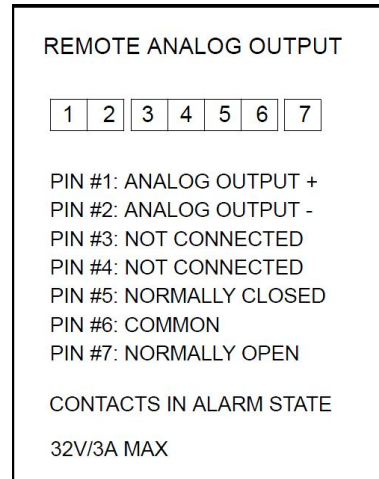 REMOTE ANALOG OUTPUT
1 2 3 4 5 6 7
PIN #1: ANALOG OUTPUT +
PIN #2: ANALOG OUTPUT -
PIN #3: NOT CONNECTED
PIN #4: NOT CONNECTED
PIN #5: NORMALLY CLOSED
PIN #6: COMMON
PIN #7: NORMALLY OPEN
CONTACTS IN ALARM STATE
32V/3A MAX